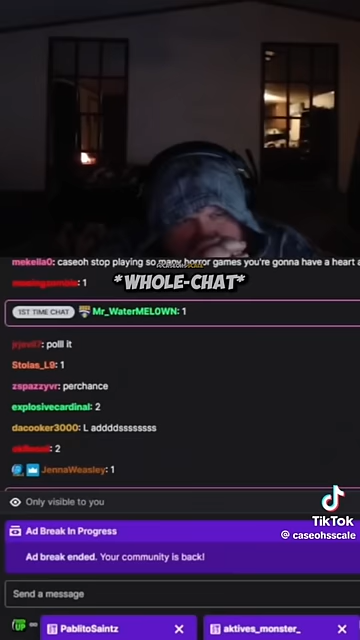 mekella0: caseoh stop playing so many horror games you're gonna have a heart a
*WHOLE-CHAT*
: 1
1ST TIME CHAT Mr_WaterMELOWN: 1
: polll it
Stolas_L9: 1
zspazzyvr: perchance
explosivecardinal: 2
dacooker3000: L addddssssssss
: 2
JennaWeasley: 1
Only visible to you
TikTok
@ caseohsscale
Ad Break In Progress
Ad break ended. Your community is back!
Send a message
UP
PablitoSaintz
aktives_monster_